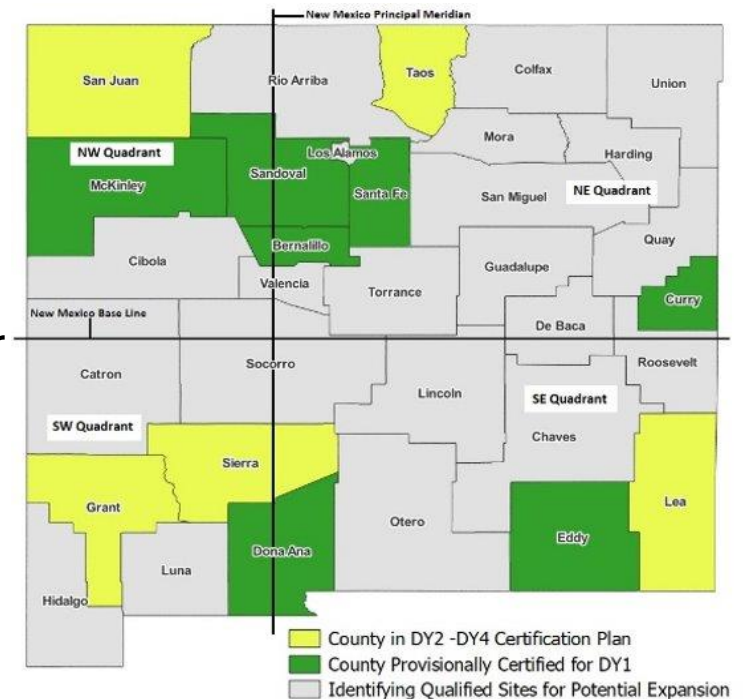 New Mexico Principal Meridian
San Juan
Rio Arriba
Taos
Colfax
Union
Mora
Harding
NW Quadrant
McKinley
Los Alamos
Sandoval
Santa Fe
San Miguel
NE Quadrant
Bernalillo
Quay
Cibola
Guadalupe
Valencia
Torrance
Curry
New Mexico Base Line
De Baca
Catron
Socorro
Roosevelt
Lincoln
SE Quadrant
SW Quadrant
Chaves
Sierra
Grant
Lea
Otero
Eddy
Dona Ana
Luna
Hidalgo
County in DY2 -DY4 Certification Plan
County Provisionally Certified for DY1
Identifying Qualified Sites for Potential Expansion